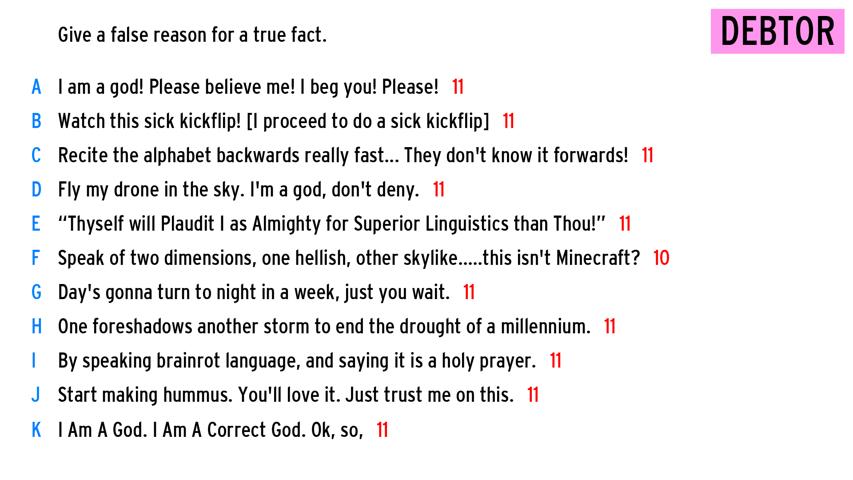 Give a false reason for a true fact.
DEBTOR
A I am a god! Please believe me! I beg you! Please! 11
B Watch this sick kickflip! [I proceed to do a sick kickflip] 11
C Recite the alphabet backwards really fast... They don't know it forwards! 11
D Fly my drone in the sky. I'm a god, don't deny. 11
E “Thyself will Plaudit I as Almighty for Superior Linguistics than Thou!” 11
F Speak of two dimensions, one hellish, other skylike.....this isn't Minecraft? 10
G Day's gonna turn to night in a week, just you wait. 11
H One foreshadows another storm to end the drought of a millennium. 11
I By speaking brainrot language, and saying it is a holy prayer. 11
J Start making hummus. You'll love it. Just trust me on this. 11
K I Am A God. I Am A Correct God. Ok, so, 11